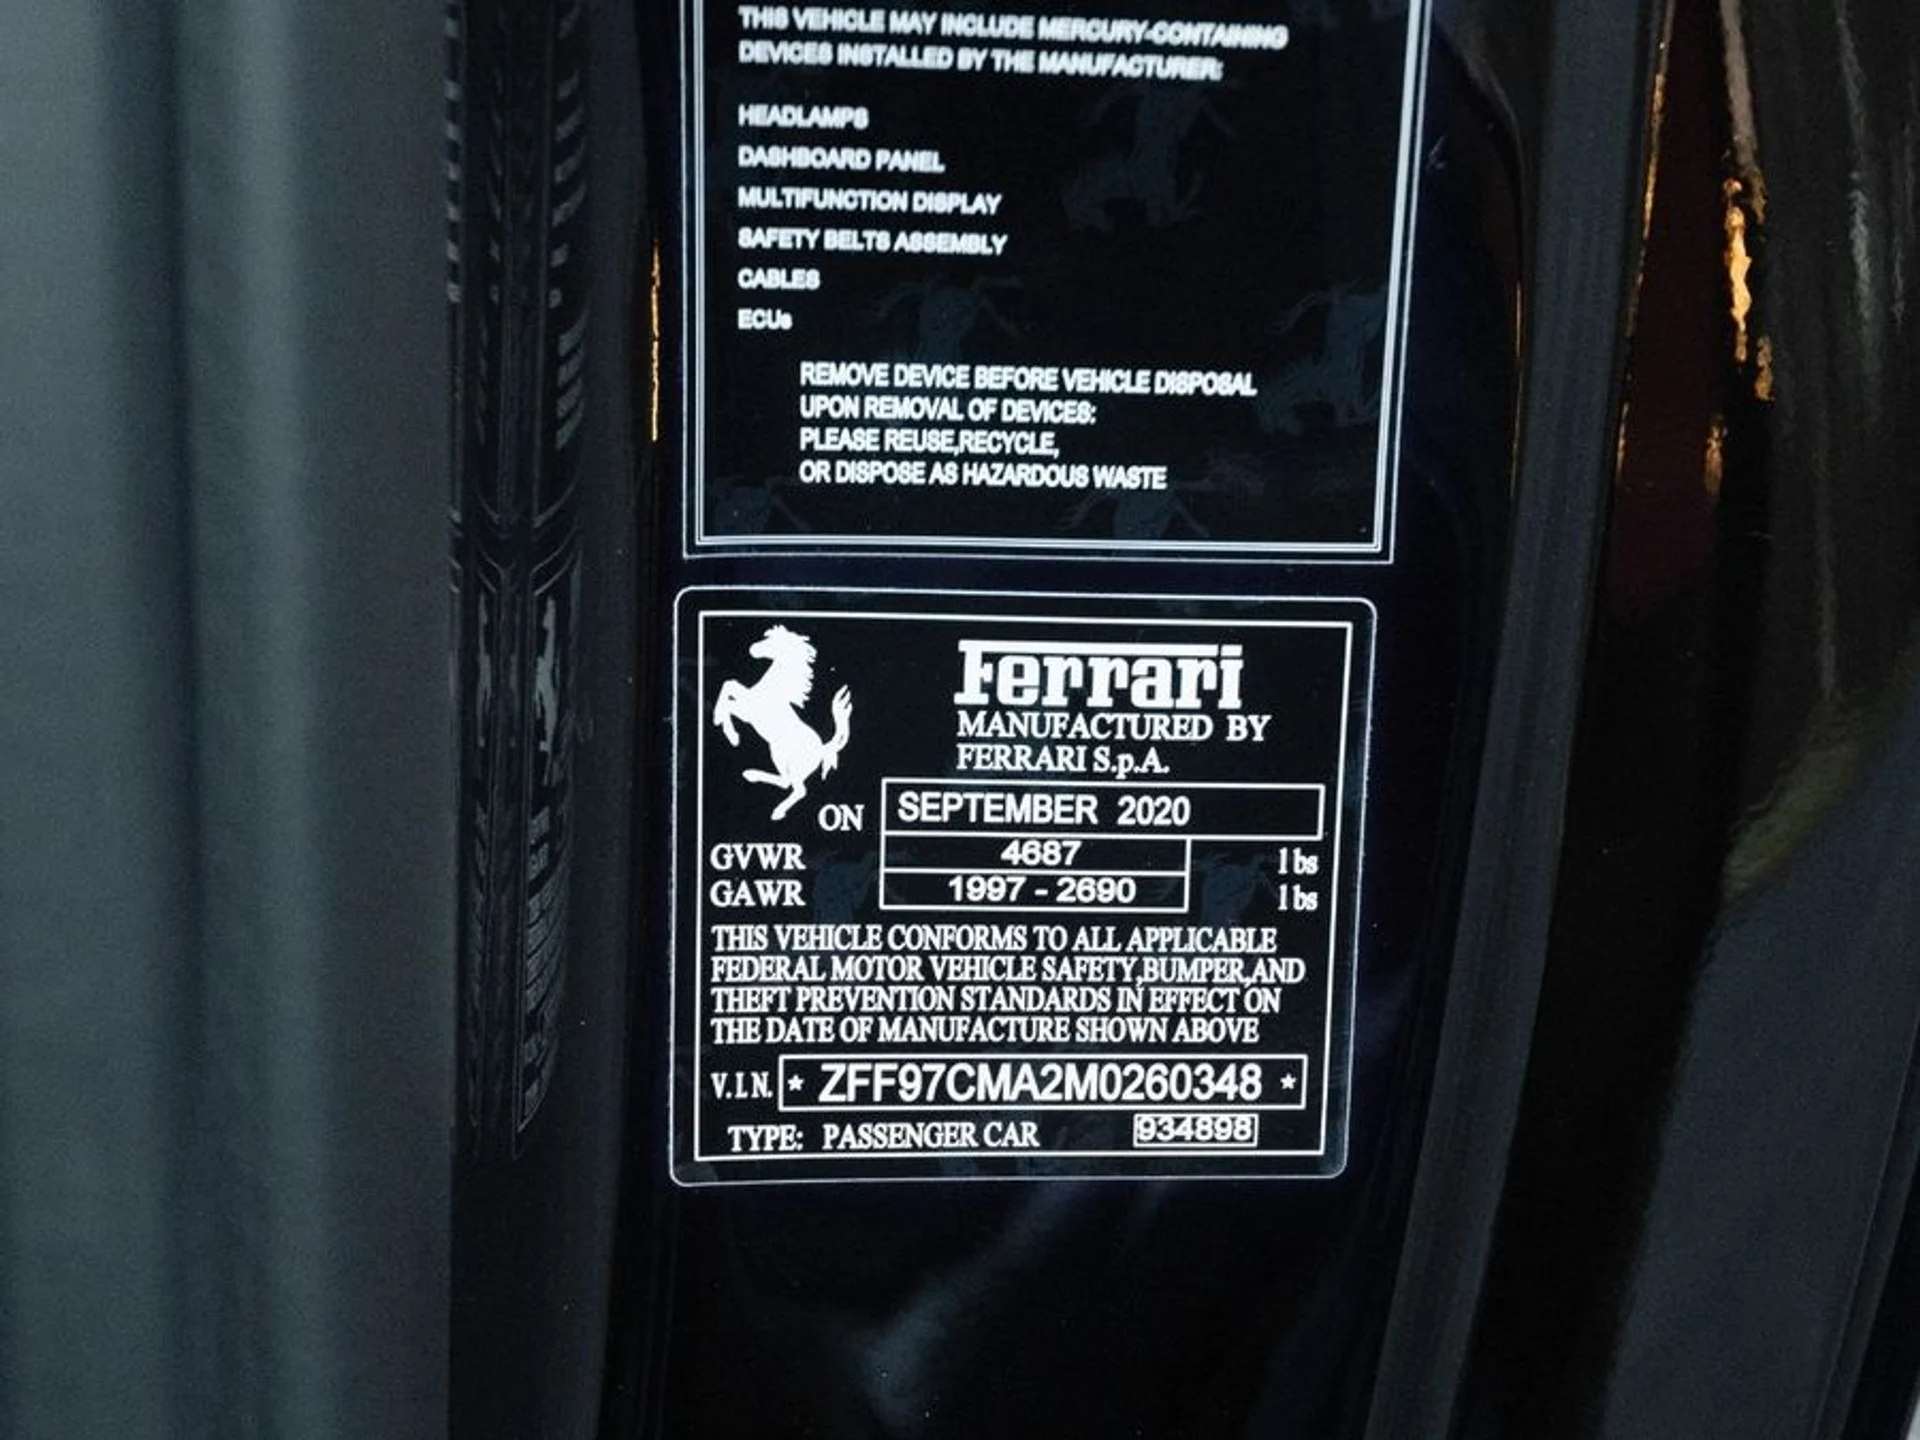 THIS VEHICLE MAY INCLUDE MERCURY-CONTAINING
DEVICES INSTALLED BY THE MANUFACTURER:
HEADLAMPS
DASHBOARD PANEL
MULTIFUNCTION DISPLAY
SAFETY BELTS ASSEMBLY
CABLES
ECUs
REMOVE DEVICE BEFORE VEHICLE DISPOSAL
UPON REMOVAL OF DEVICES:
PLEASE REUSE,RECYCLE,
OR DISPOSE AS HAZARDOUS WASTE
Ferrari
MANUFACTURED BY
FERRARI S.p.A.
ON SEPTEMBER 2020
GVWR 4687 lbs
GAWR 1997 - 2690 lbs
THIS VEHICLE CONFORMS TO ALL APPLICABLE
FEDERAL MOTOR VEHICLE SAFETY,BUMPER,AND
THEFT PREVENTION STANDARDS IN EFFECT ON
THE DATE OF MANUFACTURE SHOWN ABOVE
V.I.N. * ZFF97CMA2M0260348 *
TYPE: PASSENGER CAR 934898